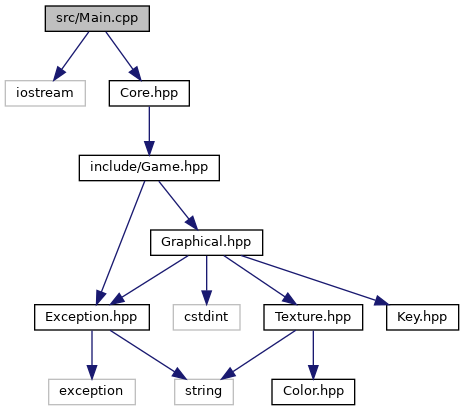 src/Main.cpp
iostream
Core.hpp
include/Game.hpp
Graphical.hpp
Exception.hpp
cstdint
Texture.hpp
Key.hpp
exception
string
Color.hpp